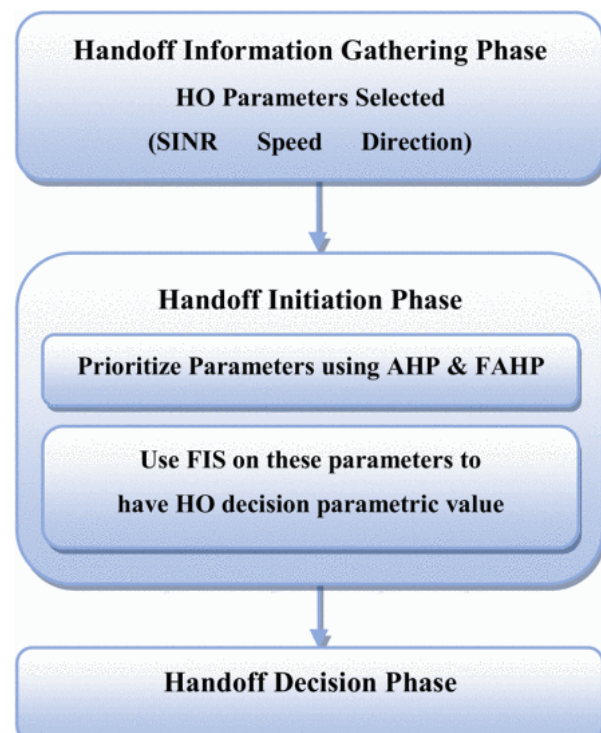 Handoff Information Gathering Phase
HO Parameters Selected
(SINR Speed Direction)
Handoff Initiation Phase
Prioritize Parameters using AHP & FAHP
Use FIS on these parameters to
have HO decision parametric value
Handoff Decision Phase